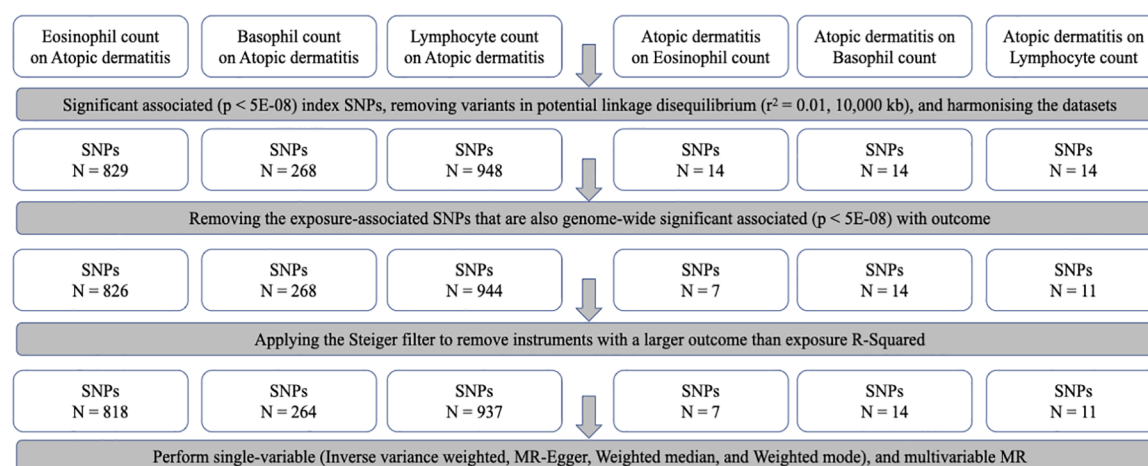 Eosinophil count
on Atopic dermatitis
Basophil count
on Atopic dermatitis
Lymphocyte count
on Atopic dermatitis
Atopic dermatitis
on Eosinophil count
Atopic dermatitis on
Basophil count
Atopic dermatitis on
Lymphocyte count
Significant associated (p < 5E-08) index SNPs, removing variants in potential linkage disequilibrium (r² = 0.01, 10,000 kb), and harmonising the datasets
SNPs
N = 829
SNPs
N = 268
SNPs
N = 948
SNPs
N = 14
SNPs
N = 14
SNPs
N = 14
Removing the exposure-associated SNPs that are also genome-wide significant associated (p < 5E-08) with outcome
SNPs
N = 826
SNPs
N = 268
SNPs
N = 944
SNPs
N = 7
SNPs
N = 14
SNPs
N = 11
Applying the Steiger filter to remove instruments with a larger outcome than exposure R-Squared
SNPs
N = 818
SNPs
N = 264
SNPs
N = 937
SNPs
N = 7
SNPs
N = 14
SNPs
N = 11
Perform single-variable (Inverse variance weighted, MR-Egger, Weighted median, and Weighted mode), and multivariable MR